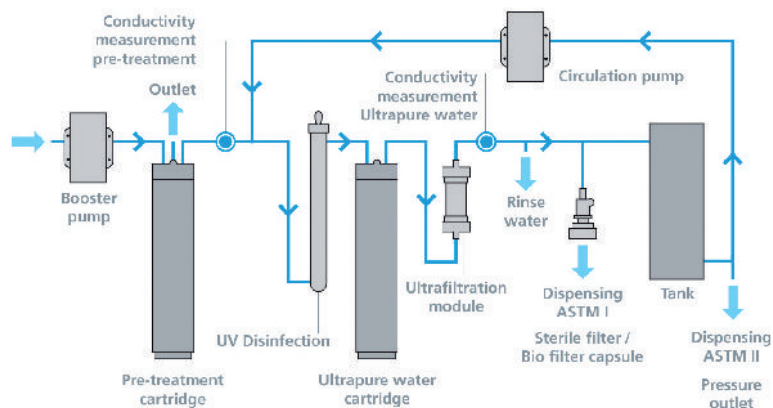 Conductivity
measurement
pre-treatment
Outlet
Circulation pump
Conductivity
measurement
Ultrapure water
Booster
pump
Rinse
water
Ultrafiltration
module
Dispensing
ASTM I
Sterile filter /
Bio filter capsule
Tank
Dispensing
ASTM II
Pressure
outlet
UV Disinfection
Pre-treatment
cartridge
Ultrapure water
cartridge